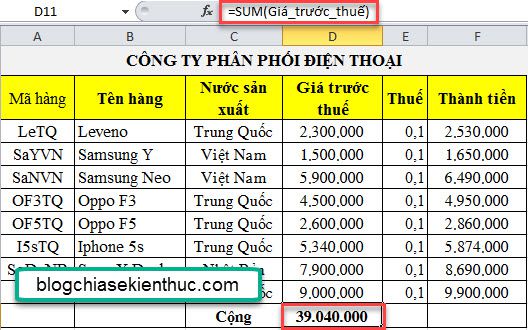 D11 fx =SUM(Giá_trước_thuế)
A B C D E F
CÔNG TY PHÂN PHỐI ĐIỆN THOẠI
Mã hàng Tên hàng Nước sản xuất Giá trước thuế Thuế Thành tiền
LeTQ Leveno Trung Quốc 2,300,000 0,1 2,530,000
SaYVN Samsung Y Việt Nam 1,500,000 0,1 1,650,000
SaNVN Samsung Neo Việt Nam 5,900,000 0,1 6,490,000
OF3TQ Oppo F3 Trung Quốc 4,500,000 0,1 4,950,000
OF5TQ Oppo F5 Trung Quốc 2,600,000 0,1 2,860,000
I5sTQ Iphone 5s Trung Quốc 5,340,000 0,1 5,874,000
7,900,000 0,1 8,690,000
blogchiasekienthuc.com
9,000,000 0,1 9,900,000
Cộng 39.040.000